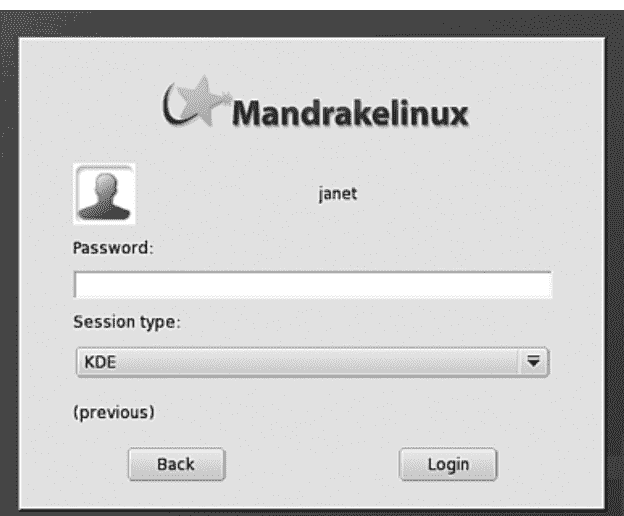 Mandrakelinux
janet
Password:
Session type:
KDE
(previous)
Back
Login